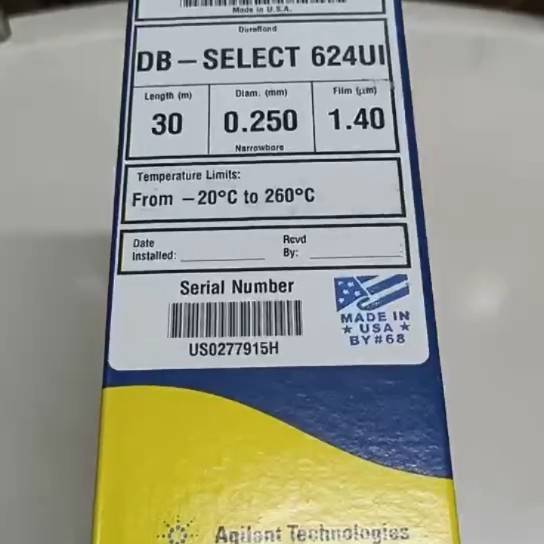 Made in U.S.A.
DuraBond
DB – SELECT 624UI
Length (m) Diam. (mm) Film (µm)
30 0.250 1.40
Narrowbore
Temperature Limits:
From –20°C to 260°C
Date Installed: Rcvd By:
Serial Number
US0277915H
MADE IN
★ USA ★
BY#68
Agilent Technologies